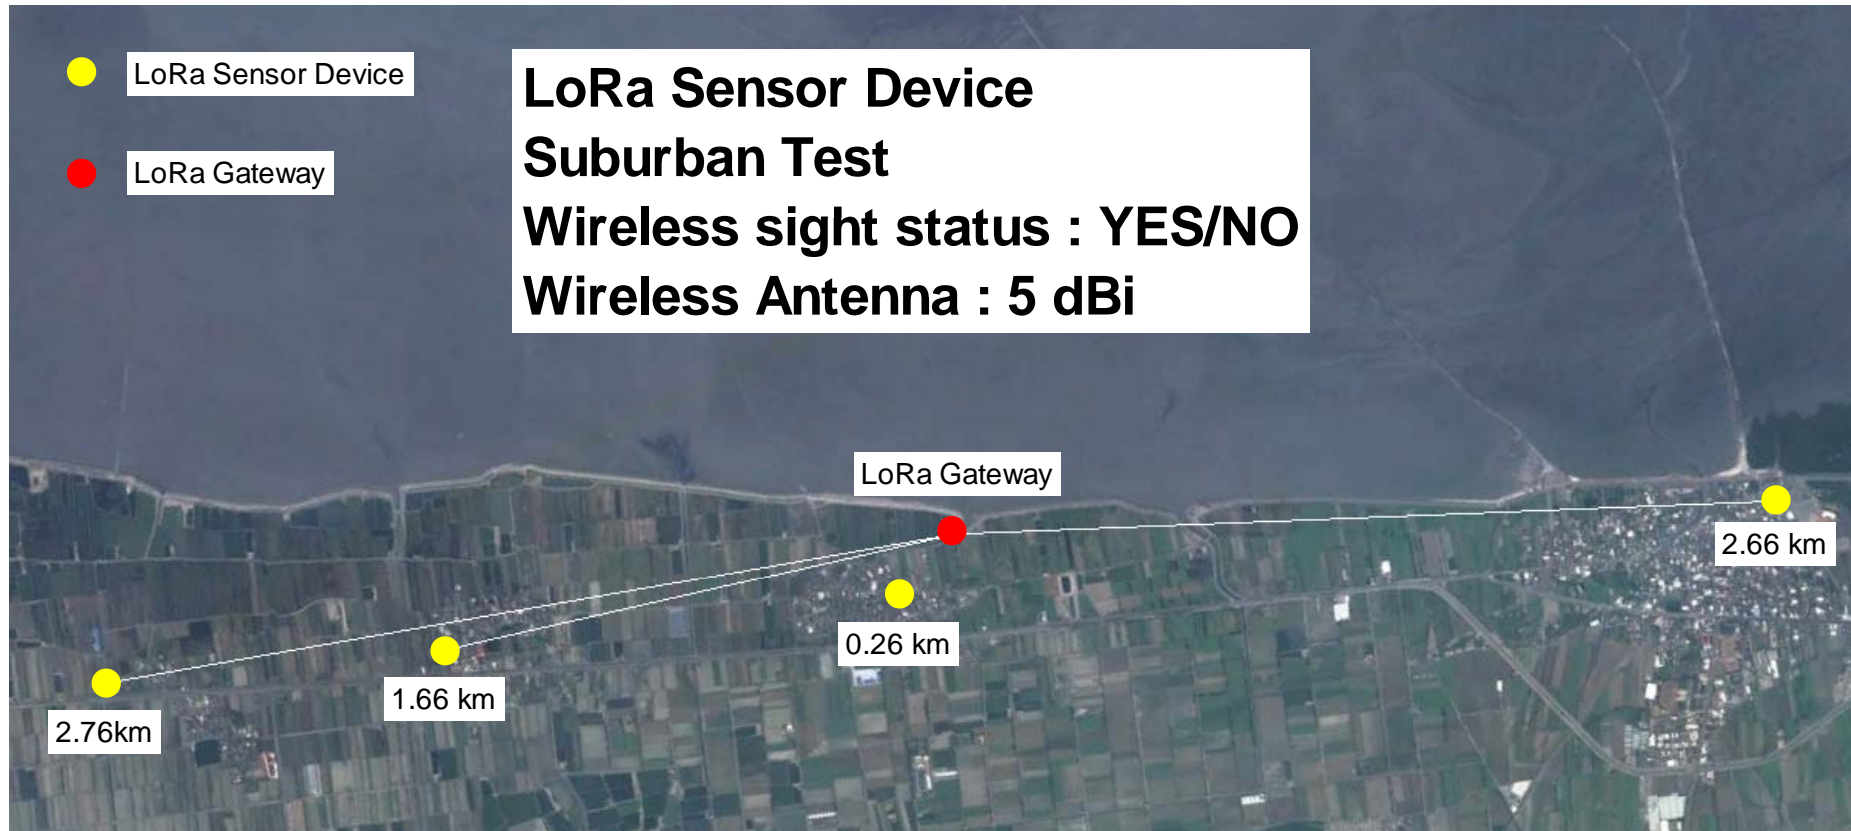 LoRa Sensor Device
LoRa Gateway
LoRa Sensor Device
Suburban Test
Wireless sight status : YES/NO
Wireless Antenna : 5 dBi
LoRa Gateway
2.66 km
0.26 km
1.66 km
2.76km